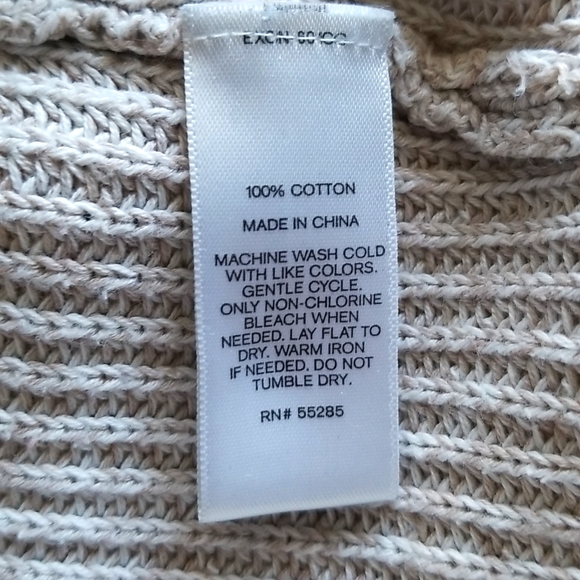 100% COTTON
MADE IN CHINA
MACHINE WASH COLD
WITH LIKE COLORS.
GENTLE CYCLE.
ONLY NON-CHLORINE
BLEACH WHEN
NEEDED. LAY FLAT TO
DRY. WARM IRON
IF NEEDED. DO NOT
TUMBLE DRY.
RN# 55285